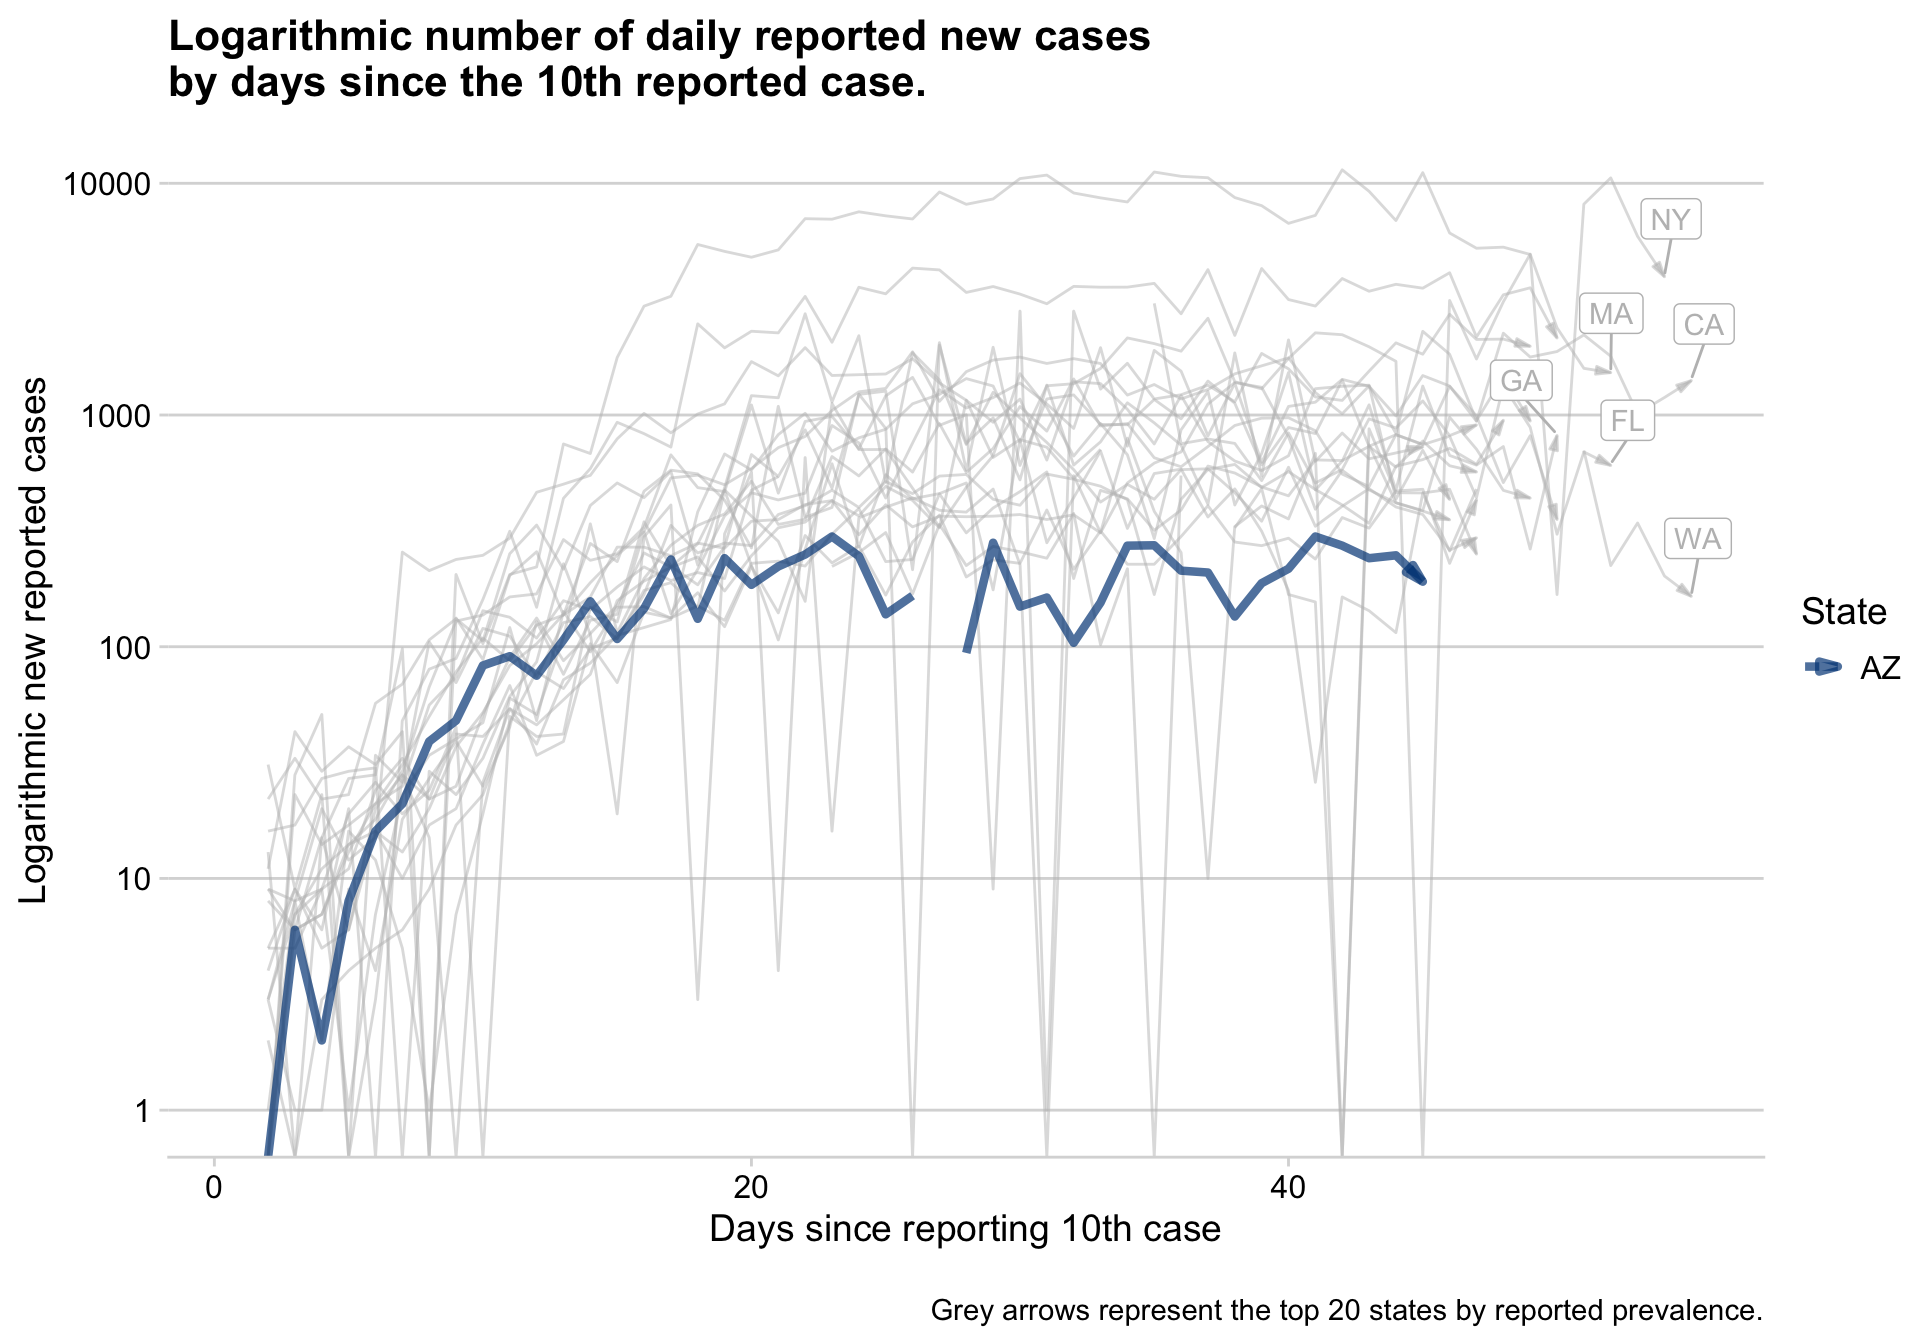 Logarithmic number of daily reported new cases
by days since the 10th reported case.
10000
1000
100
10
1
Logarithmic new reported cases
NY
MA
CA
GA
FL
WA
State
AZ
0
20
40
Days since reporting 10th case
Grey arrows represent the top 20 states by reported prevalence.